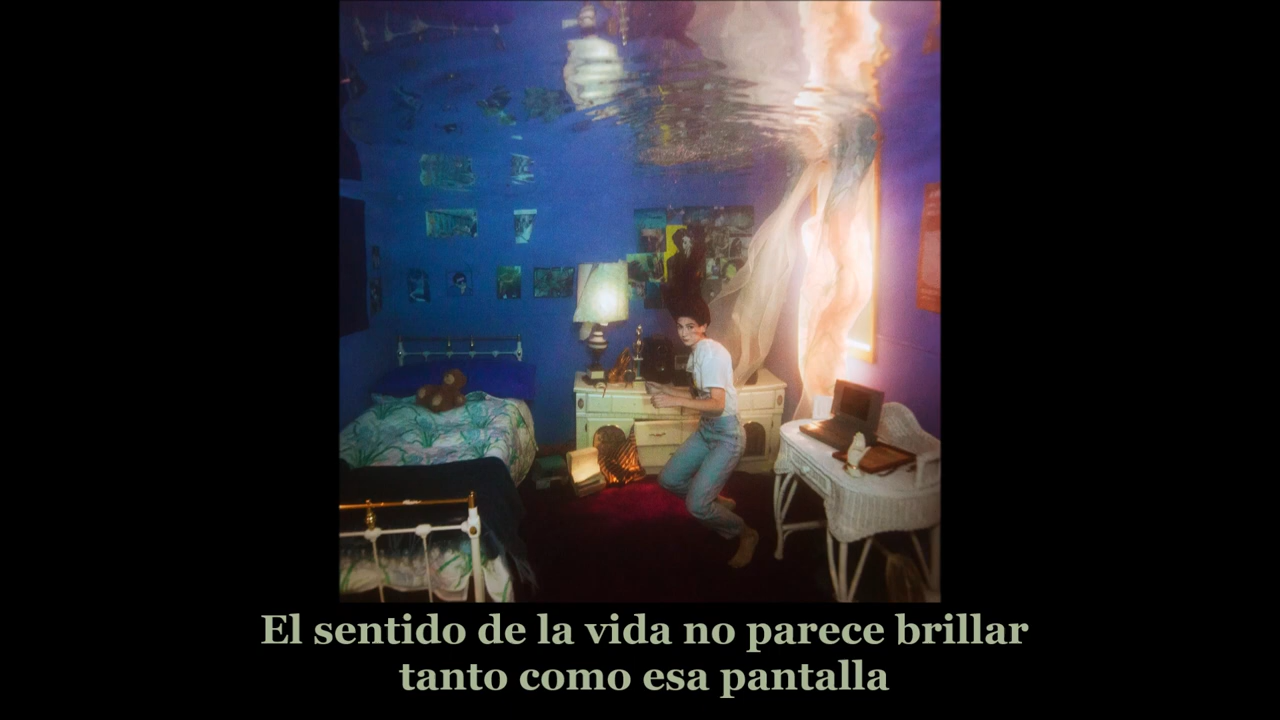 El sentido de la vida no parece brillar
tanto como esa pantalla